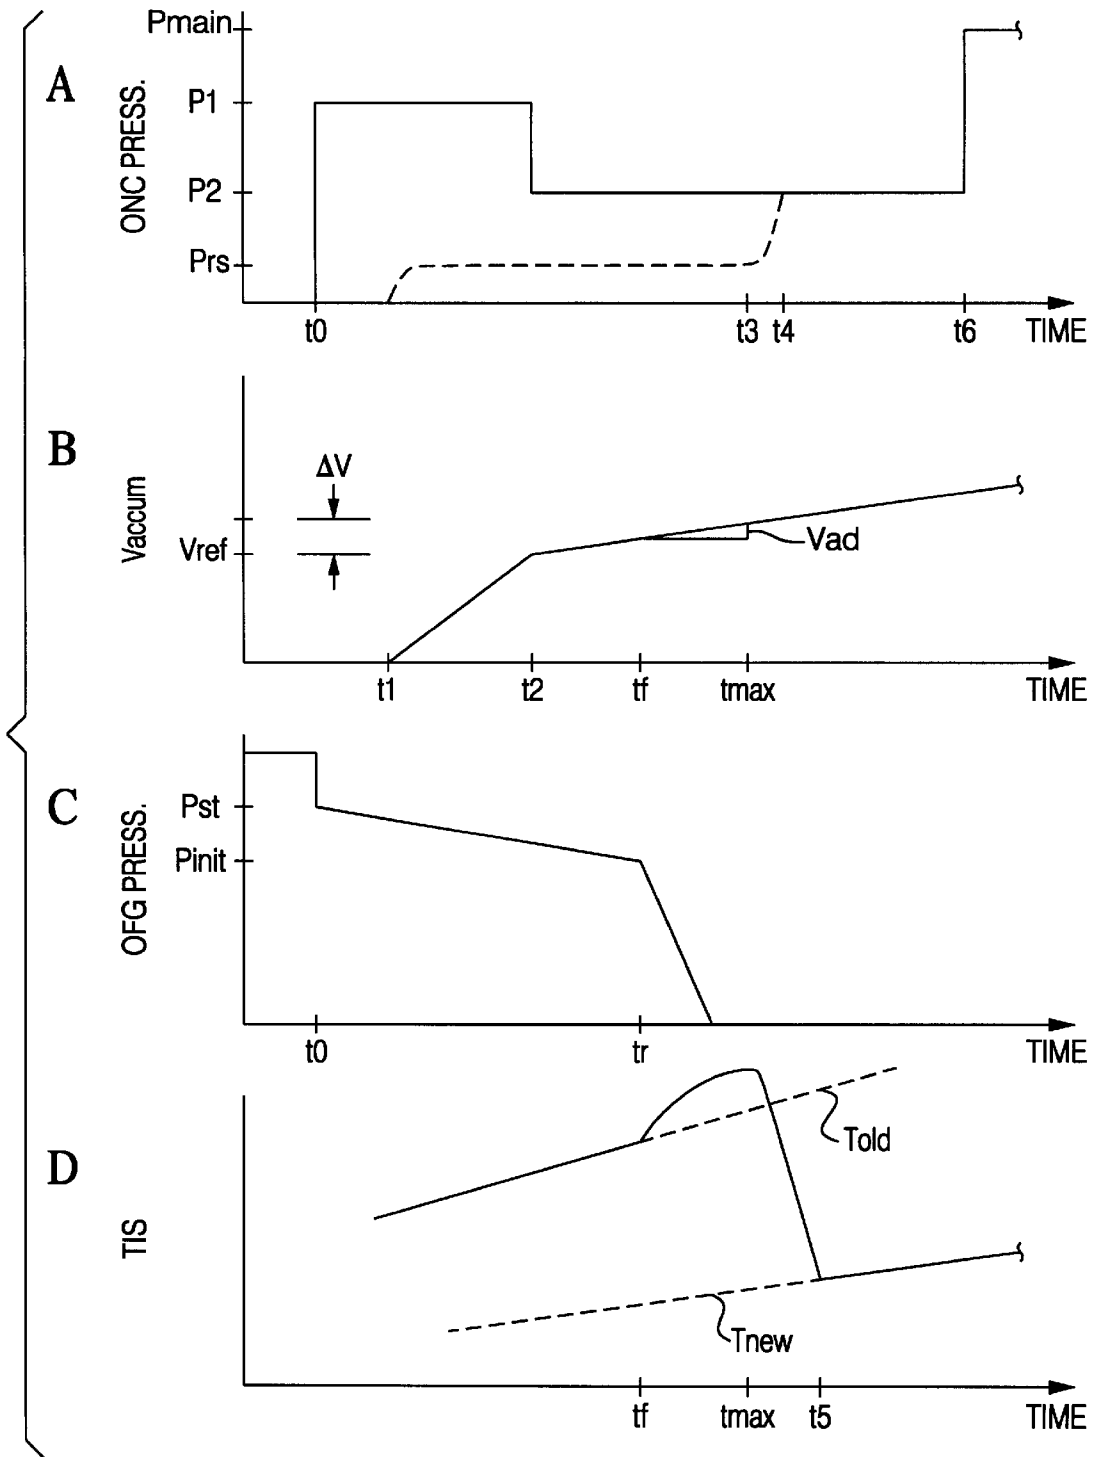 A
ONC PRESS.
Pmain
P1
P2
Prs
t0
t3
t4
t6
TIME
B
Vaccum
ΔV
Vref
Vad
t1
t2
tf
tmax
TIME
C
OFG PRESS.
Pst
Pinit
t0
tr
TIME
D
TIS
Told
Tnew
tf
tmax
t5
TIME